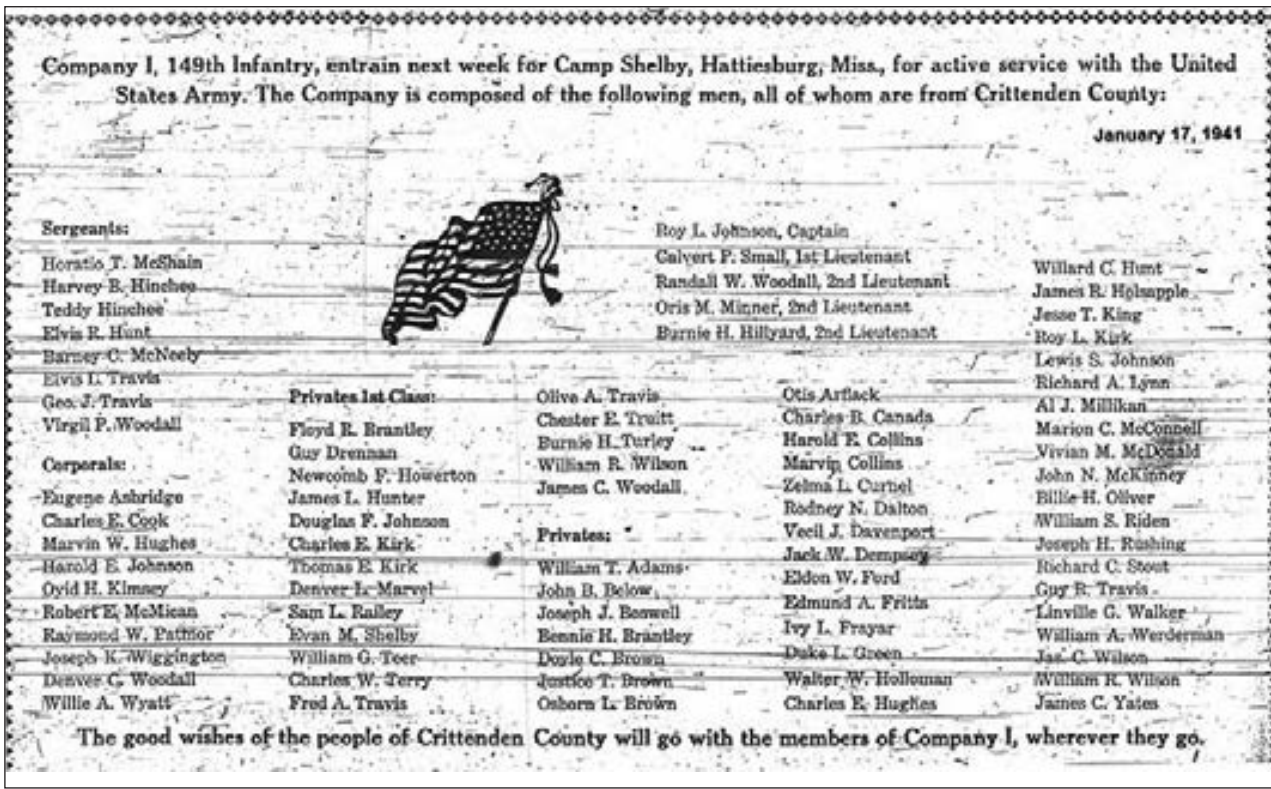 Company I, 149th Infantry, entrain next week for Camp Shelby, Hattiesburg, Miss., for active service with the United
States Army. The Company is composed of the following men, all of whom are from Crittenden County:
January 17, 1941
Sergeants:
Horatio T. McShain
Harvey B. Hinchee
Teddy Hinchee
Elvis R. Hunt
Barney C. McNeely
Elvis L. Travis
Geo. J. Travis
Virgil P. Woodall
Corporals:
Eugene Asbridge
Charles E. Cook
Marvin W. Hughes
Harold E. Johnson
Ovid H. Kimsey
Robert E. McMican
Raymond W. Patmor
Joseph K. Wiggington
Denver G. Woodall
Willie A. Wyatt
Privates 1st Class:
Floyd R. Brantley
Guy Drennan
Newcomb F. Howerton
James L. Hunter
Douglas F. Johnson
Charles E. Kirk
Thomas E. Kirk
Denver L. Marvel
Sam L. Railey
Evan M. Shelby
William G. Teer
Charles W. Terry
Fred A. Travis
Roy L. Johnson, Captain
Calvert P. Small, 1st Lieutenant
Randall W. Woodall, 2nd Lieutenant
Oris M. Minner, 2nd Lieutenant
Burnie H. Hillyard, 2nd Lieutenant
Olive A. Travis
Chester E. Truitt
Burnie H. Turley
William R. Wilson
James C. Woodall
Privates:
William T. Adams
John B. Below
Joseph J. Boswell
Bennie H. Brantley
Doyle C. Brown
Justice T. Brown
Osborn L. Brown
Otis Artlack
Charles B. Canada
Harold E. Collins
Marvin Collins
Zelma L. Curnel
Rodney N. Dalton
Vecil J. Davenport
Jack W. Dempsey
Eldon W. Ford
Edmund A. Fritts
Ivy L. Frayar
Duke L. Green
Walter W. Holloman
Charles E. Hughes
Willard C. Hunt
James R. Holsapple
Jesse T. King
Roy L. Kirk
Lewis S. Johnson
Richard A. Lynn
Al J. Millikan
Marion C. McConnell
Vivian M. McDonald
John N. McKinney
Billie H. Oliver
William S. Riden
Joseph H. Rushing
Richard C. Stout
Guy R. Travis
Linville G. Walker
William A. Werderman
Jas. C. Wilson
William R. Wilson
James C. Yates
The good wishes of the people of Crittenden County will go with the members of Company I, wherever they go.